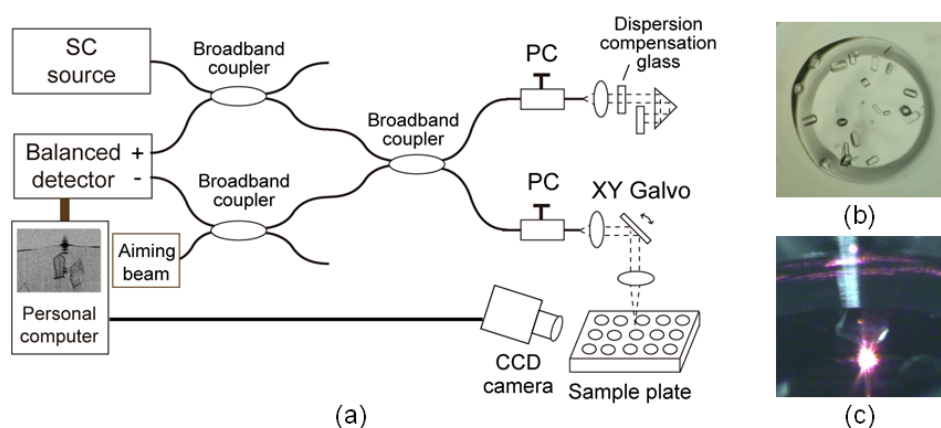 SC
source
Broadband
coupler
PC
Dispersion
compensation
glass
Broadband
coupler
Balanced
detector
+
-
Broadband
coupler
PC
XY Galvo
Aiming
beam
Personal
computer
CCD
camera
Sample plate
(a)
(b)
(c)